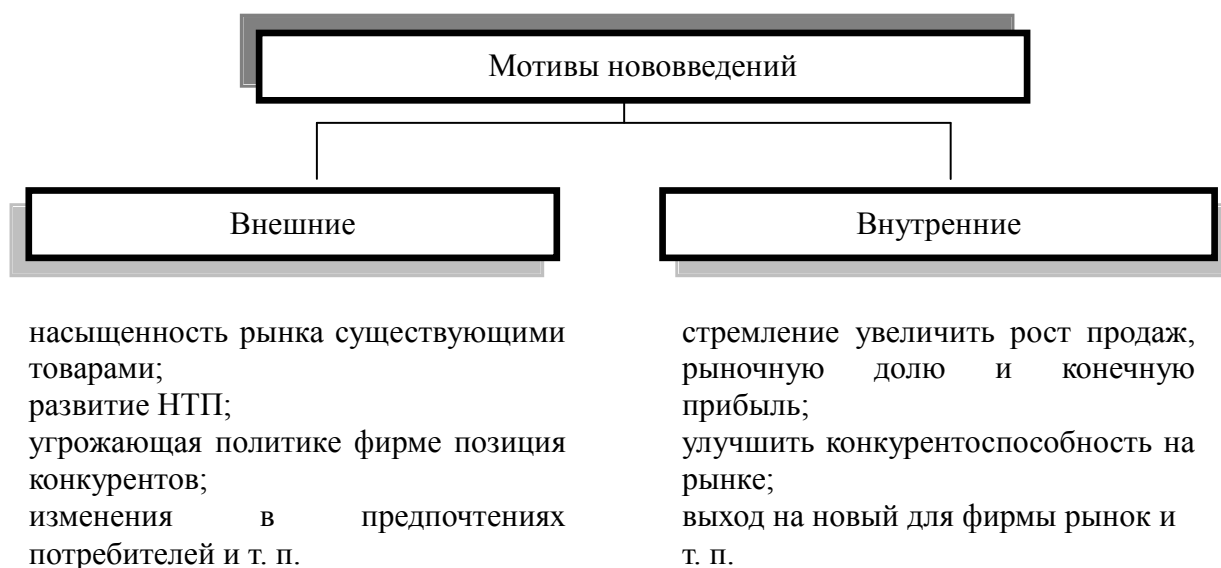 Мотивы нововведений
Внешние
Внутренние
насыщенность рынка существующими
товарами;
развитие НТП;
угрожающая политике фирме позиция
конкурентов;
изменения в предпочтениях
потребителей и т. п.
стремление увеличить рост продаж,
рыночную долю и конечную
прибыль;
улучшить конкурентоспособность на
рынке;
выход на новый для фирмы рынок и
т. п.